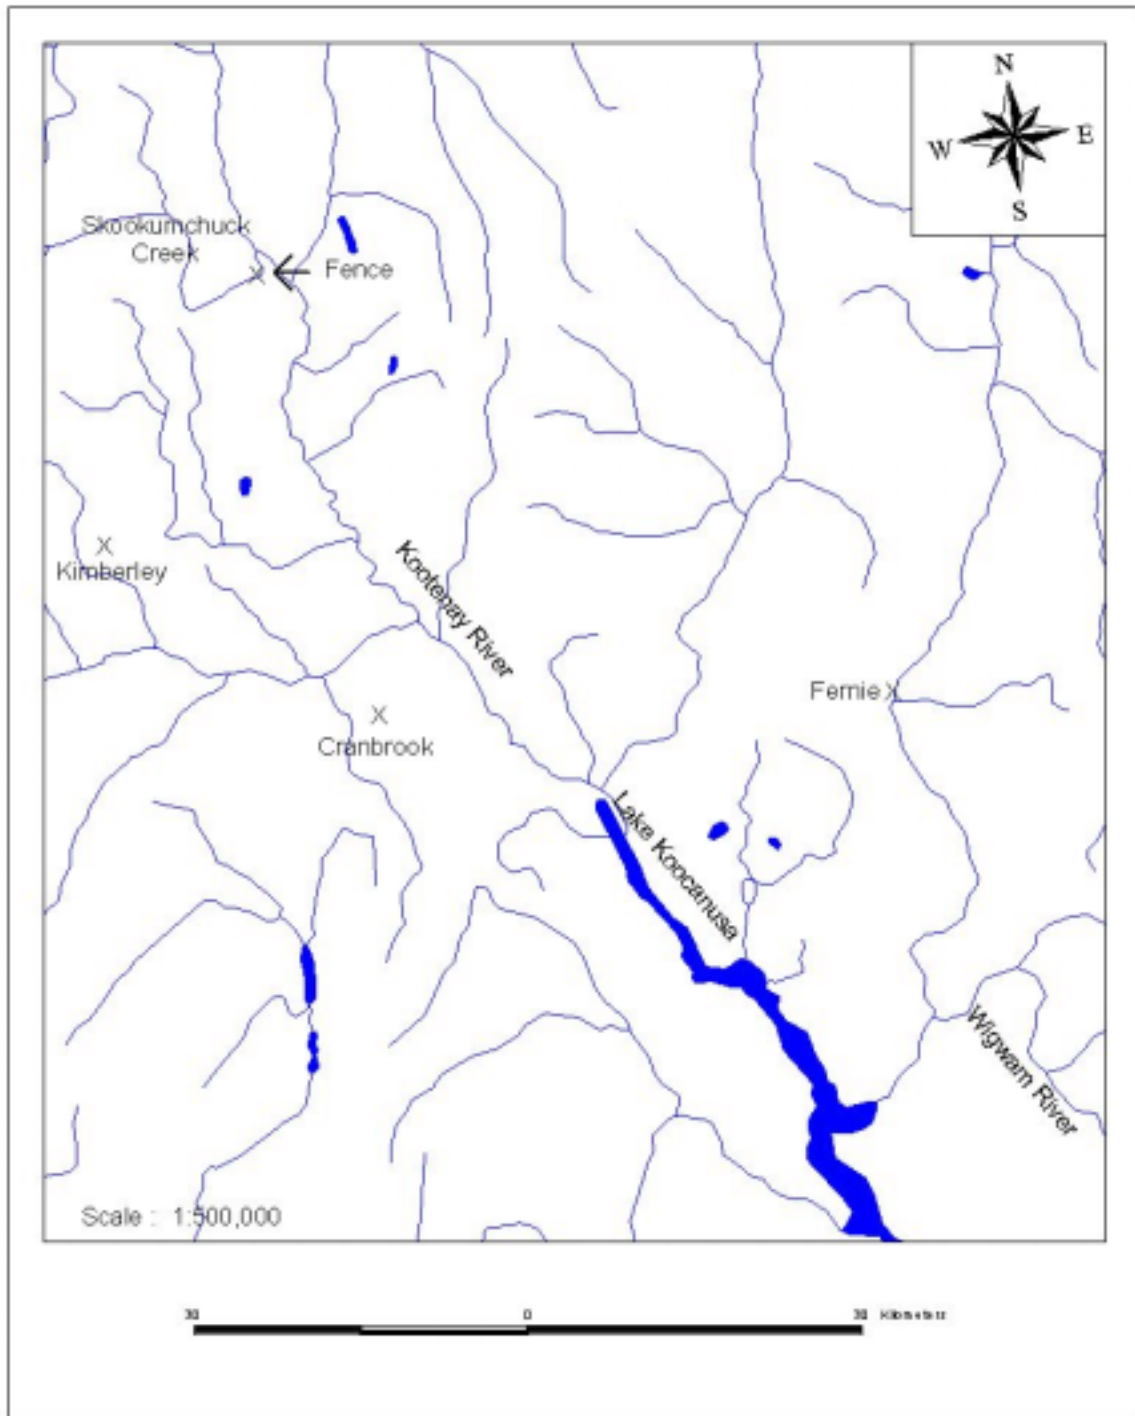 N
W E
S
Skookumchuck
Creek
Fence
X
X
Kimberley
Kootenay River
Fernie X
X
Cranbrook
Lake Koocanusa
Wigwam River
Scale : 1:500,000
30 0 30 Kilometers